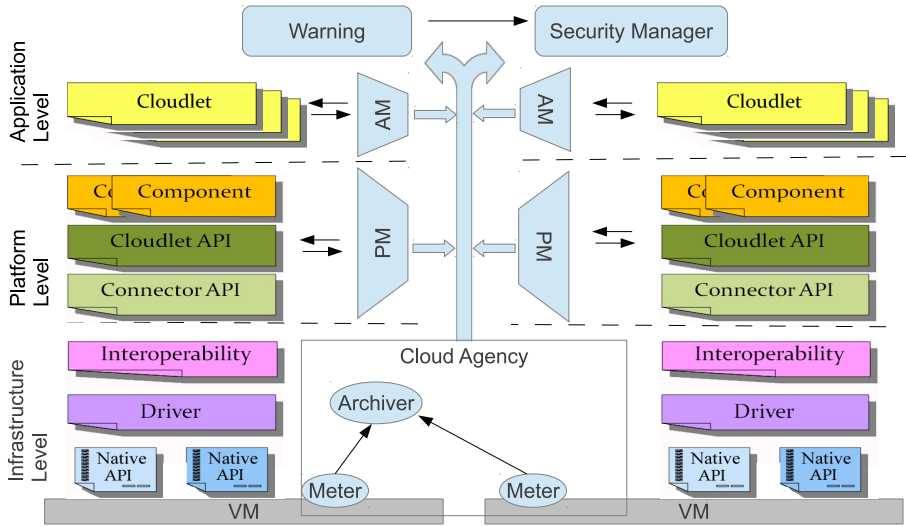 Warning
Security Manager
Application
Level
Cloudlet
AM
AM
Cloudlet
Platform
Level
Co
Component
Cloudlet API
Connector API
PM
PM
Co
Component
Cloudlet API
Connector API
Infrastructure
Level
Interoperability
Driver
Native
API
Native
API
Cloud Agency
Archiver
Meter
Meter
Interoperability
Driver
Native
API
Native
API
VM
VM